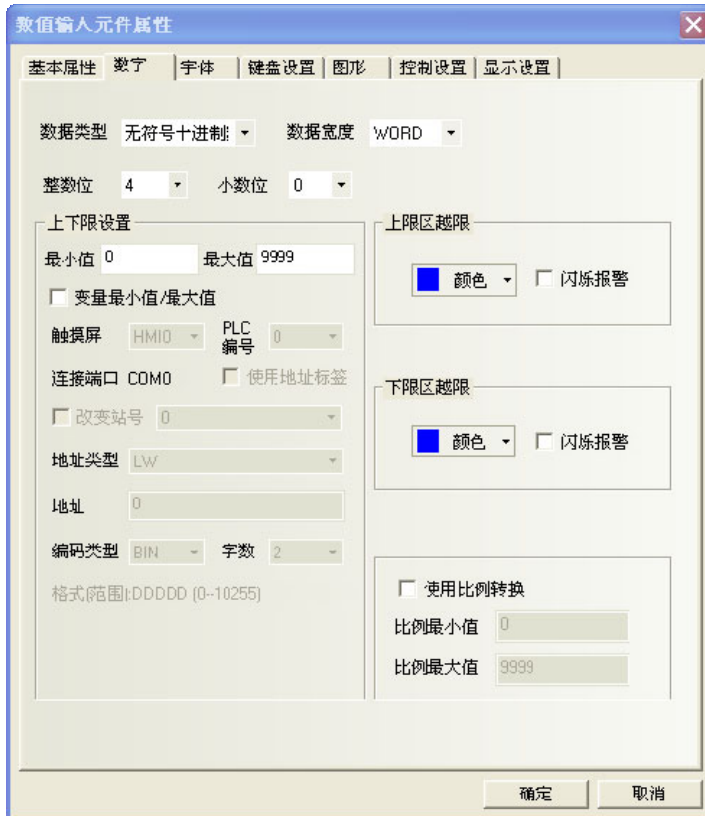 数值输入元件属性
基本属性 数字 字体 键盘设置 图形 控制设置 显示设置
数据类型 无符号十进制 数据宽度 WORD
整数位 4 小数位 0
上下限设置
最小值 0 最大值 9999
变量最小值/最大值
触摸屏 HMI0 PLC编号 0
连接端口 COM0 使用地址标签
改变站号 0
地址类型 LW
地址 0
编码类型 BIN 字数 2
格式(范围):DDDDD (0--10255)
上限区越限
颜色 闪烁报警
下限区越限
颜色 闪烁报警
使用比例转换
比例最小值 0
比例最大值 9999
确定 取消